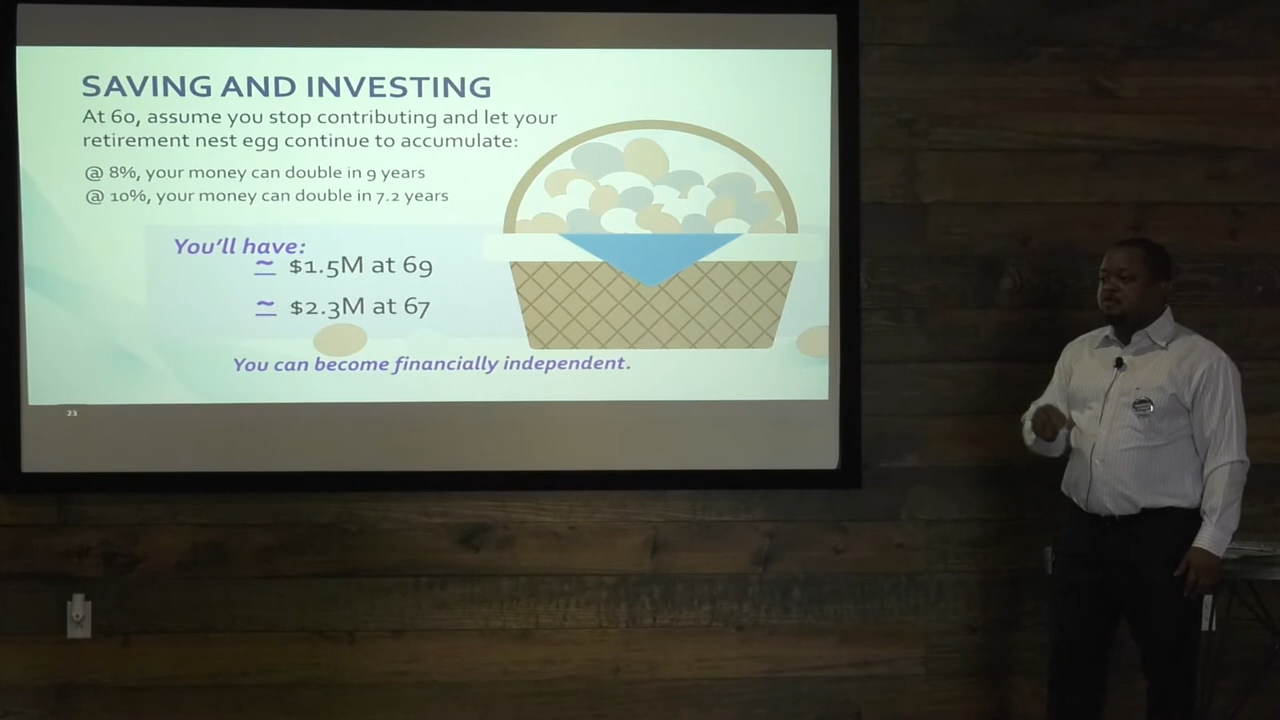 SAVING AND INVESTING
At 60, assume you stop contributing and let your
retirement nest egg continue to accumulate:
@ 8%, your money can double in 9 years
@ 10%, your money can double in 7.2 years
You'll have:
≃ $1.5M at 69
≃ $2.3M at 67
You can become financially independent.
23